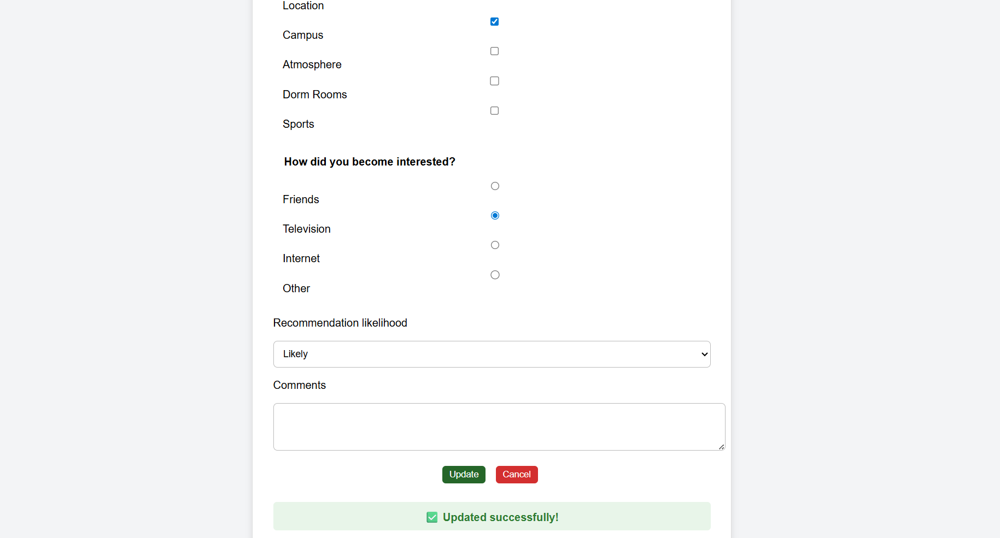 Location
Campus
Atmosphere
Dorm Rooms
Sports
How did you become interested?
Friends
Television
Internet
Other
Recommendation likelihood
Likely
Comments
Update Cancel
✅ Updated successfully!